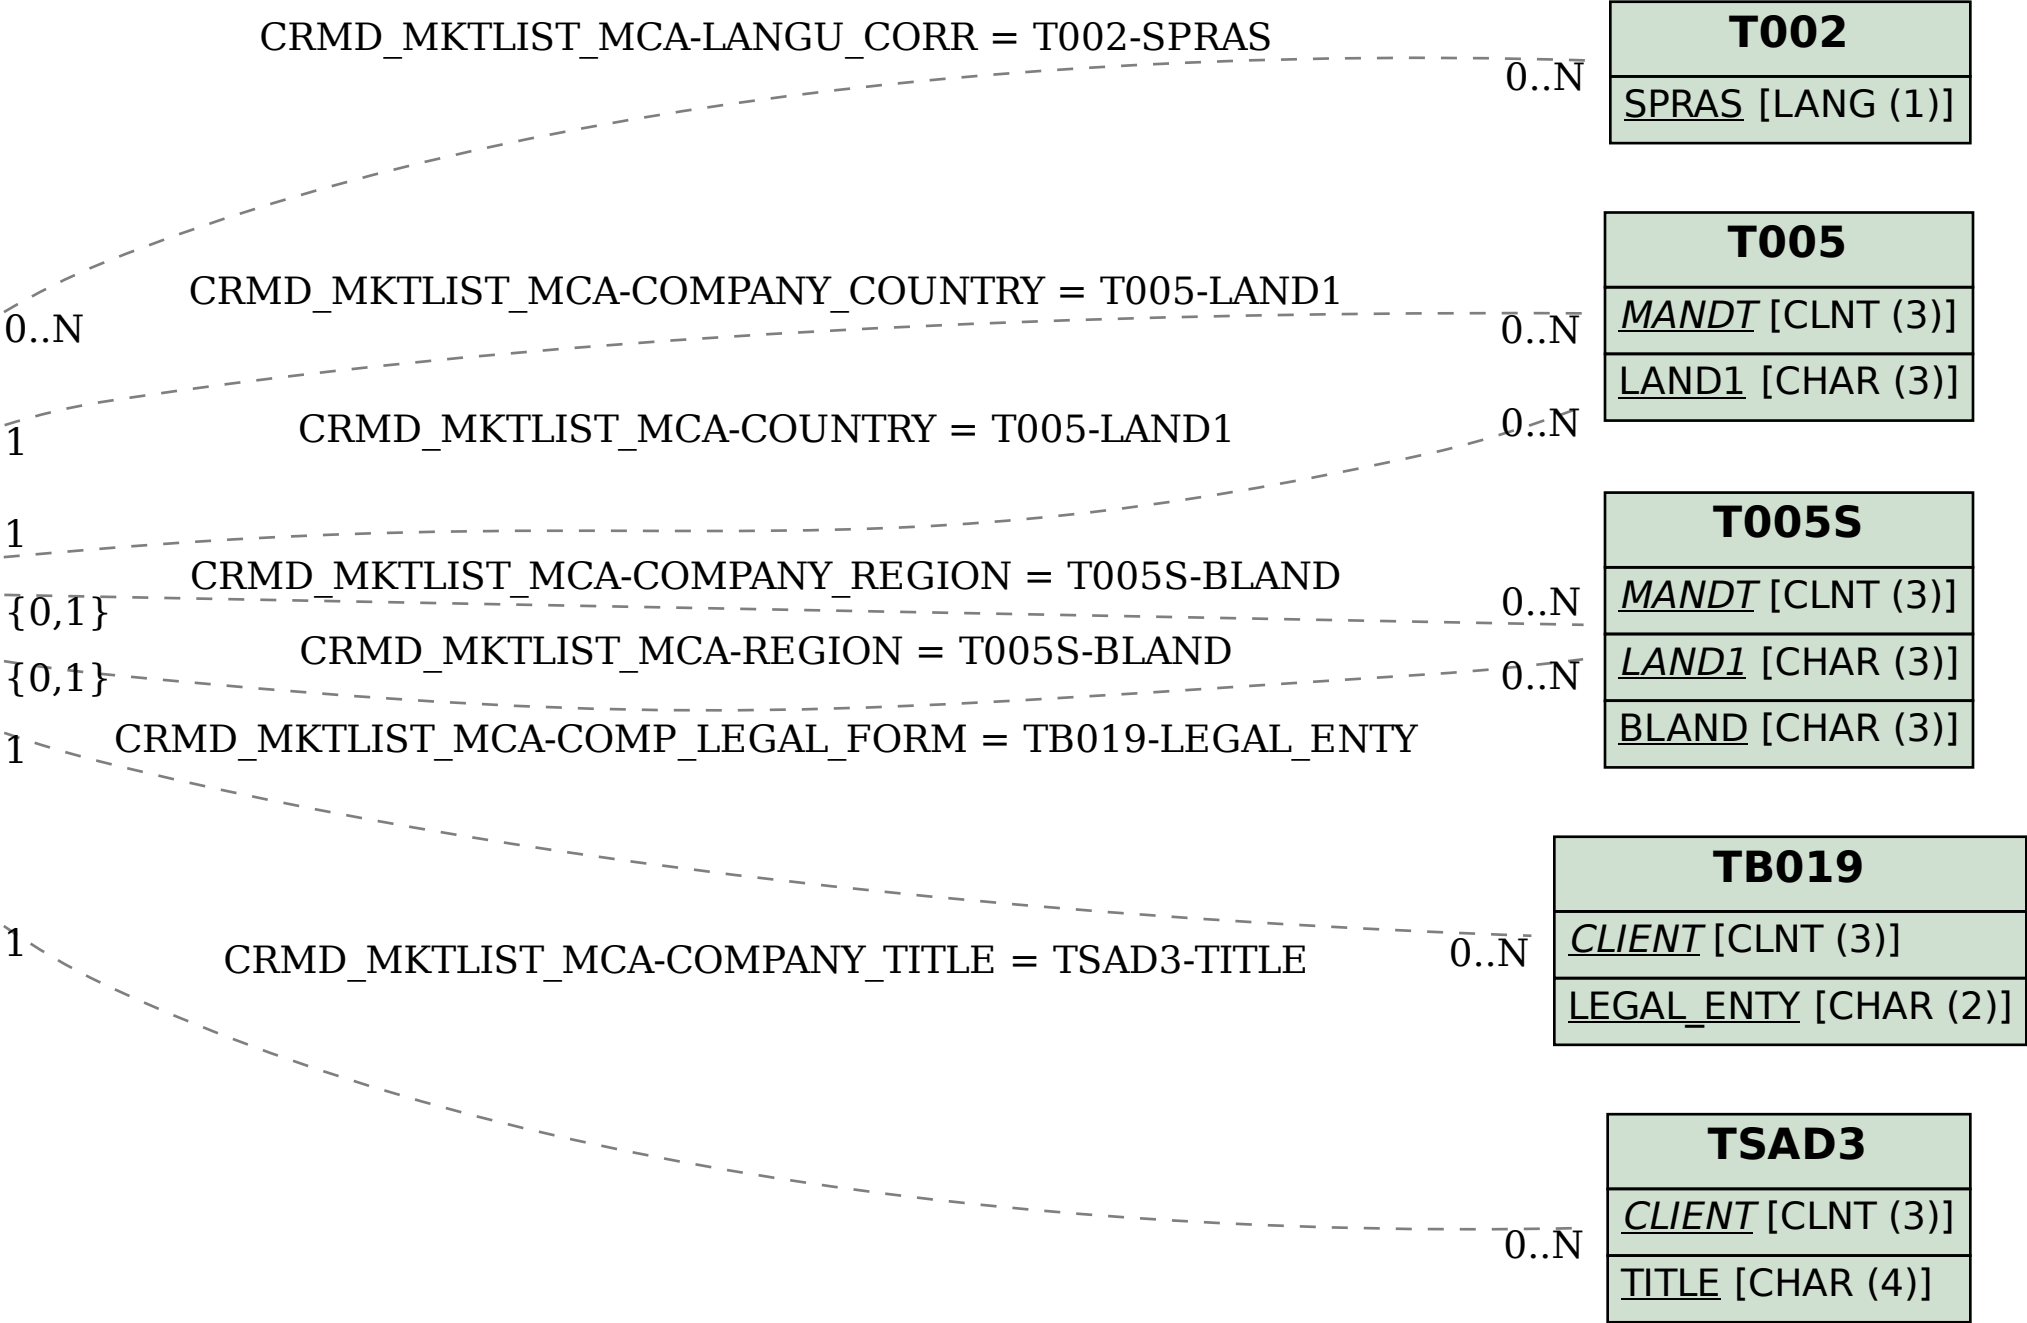 CRMD_MKTLIST_MCA-LANGU_CORR = T002-SPRAS
0..N
0..N
T002
SPRAS [LANG (1)]
CRMD_MKTLIST_MCA-COMPANY_COUNTRY = T005-LAND1
0..N
1
CRMD_MKTLIST_MCA-COUNTRY = T005-LAND1
0..N
1
T005
MANDT [CLNT (3)]
LAND1 [CHAR (3)]
CRMD_MKTLIST_MCA-COMPANY_REGION = T005S-BLAND
{0,1}
0..N
CRMD_MKTLIST_MCA-REGION = T005S-BLAND
{0,1}
0..N
T005S
MANDT [CLNT (3)]
LAND1 [CHAR (3)]
BLAND [CHAR (3)]
1
CRMD_MKTLIST_MCA-COMP_LEGAL_FORM = TB019-LEGAL_ENTY
0..N
TB019
CLIENT [CLNT (3)]
LEGAL_ENTY [CHAR (2)]
1
CRMD_MKTLIST_MCA-COMPANY_TITLE = TSAD3-TITLE
0..N
TSAD3
CLIENT [CLNT (3)]
TITLE [CHAR (4)]